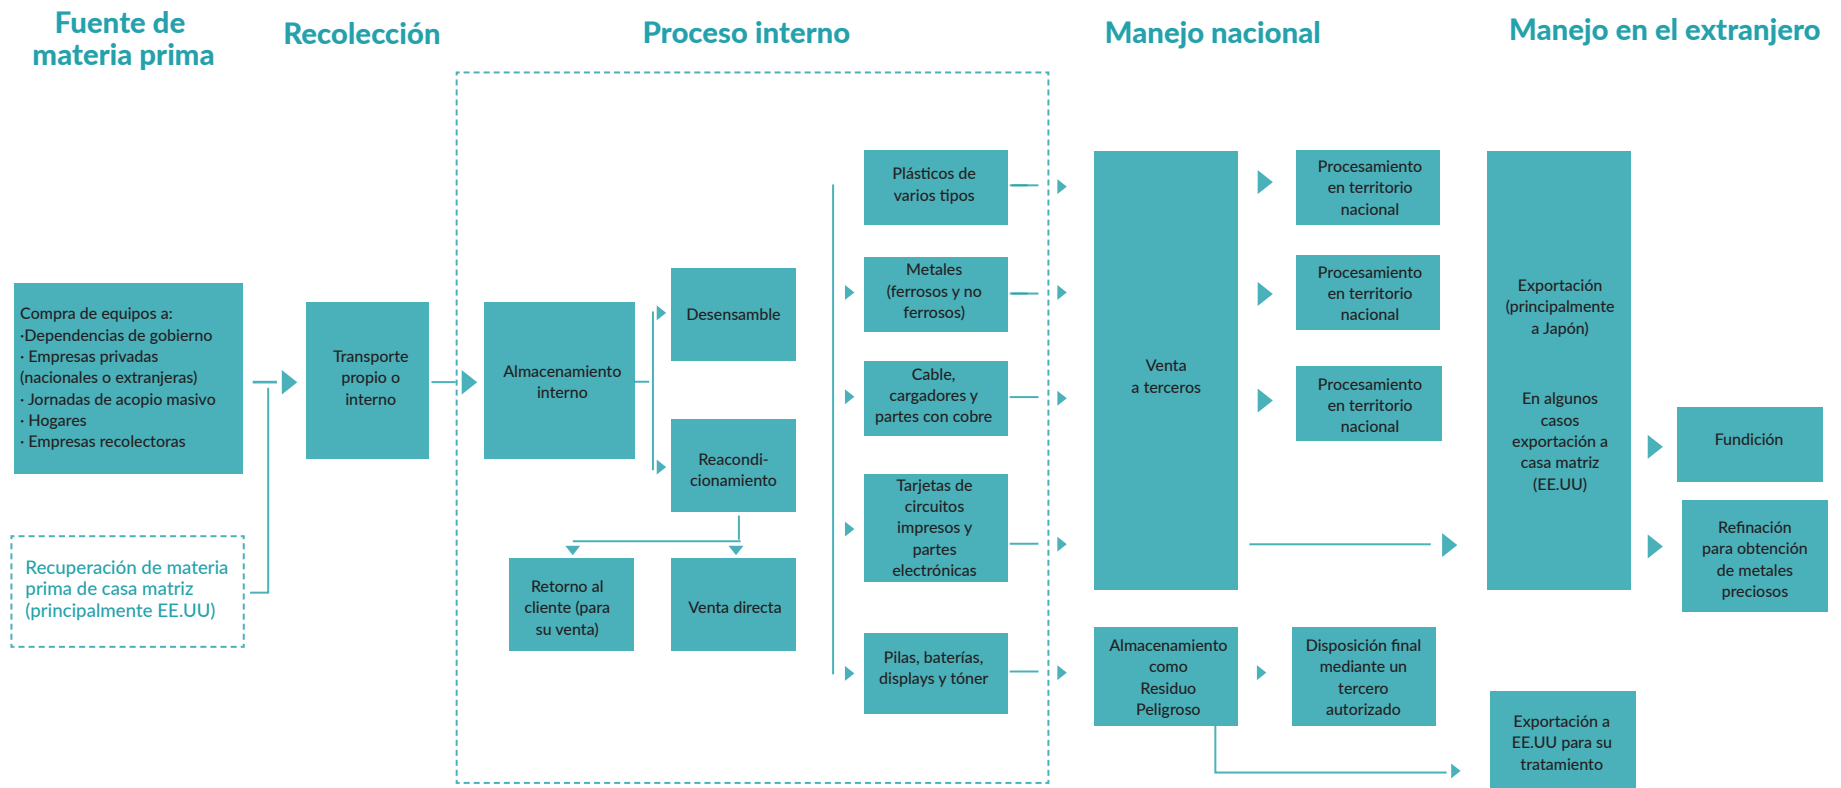 Fuente de
materia prima
Recolección
Proceso interno
Manejo nacional
Manejo en el extranjero
Compra de equipos a:
·Dependencias de gobierno
· Empresas privadas
(nacionales o extranjeras)
· Jornadas de acopio masivo
· Hogares
· Empresas recolectoras
Recuperación de materia
prima de casa matriz
(principalmente EE.UU)
Transporte
propio o
interno
Almacenamiento
interno
Desensamble
Reacondi-
cionamiento
Retorno al
cliente (para
su venta)
Venta directa
Plásticos de
varios tipos
Metales
(ferrosos y no
ferrosos)
Cable,
cargadores y
partes con cobre
Tarjetas de
circuitos
impresos y
partes
electrónicas
Pilas, baterías,
displays y tóner
Venta
a terceros
Almacenamiento
como
Residuo
Peligroso
Procesamiento
en territorio
nacional
Procesamiento
en territorio
nacional
Procesamiento
en territorio
nacional
Disposición final
mediante un
tercero
autorizado
Exportación
(principalmente
a Japón)
En algunos
casos
exportación a
casa matriz
(EE.UU)
Exportación a
EE.UU para su
tratamiento
Fundición
Refinación
para obtención
de metales
preciosos